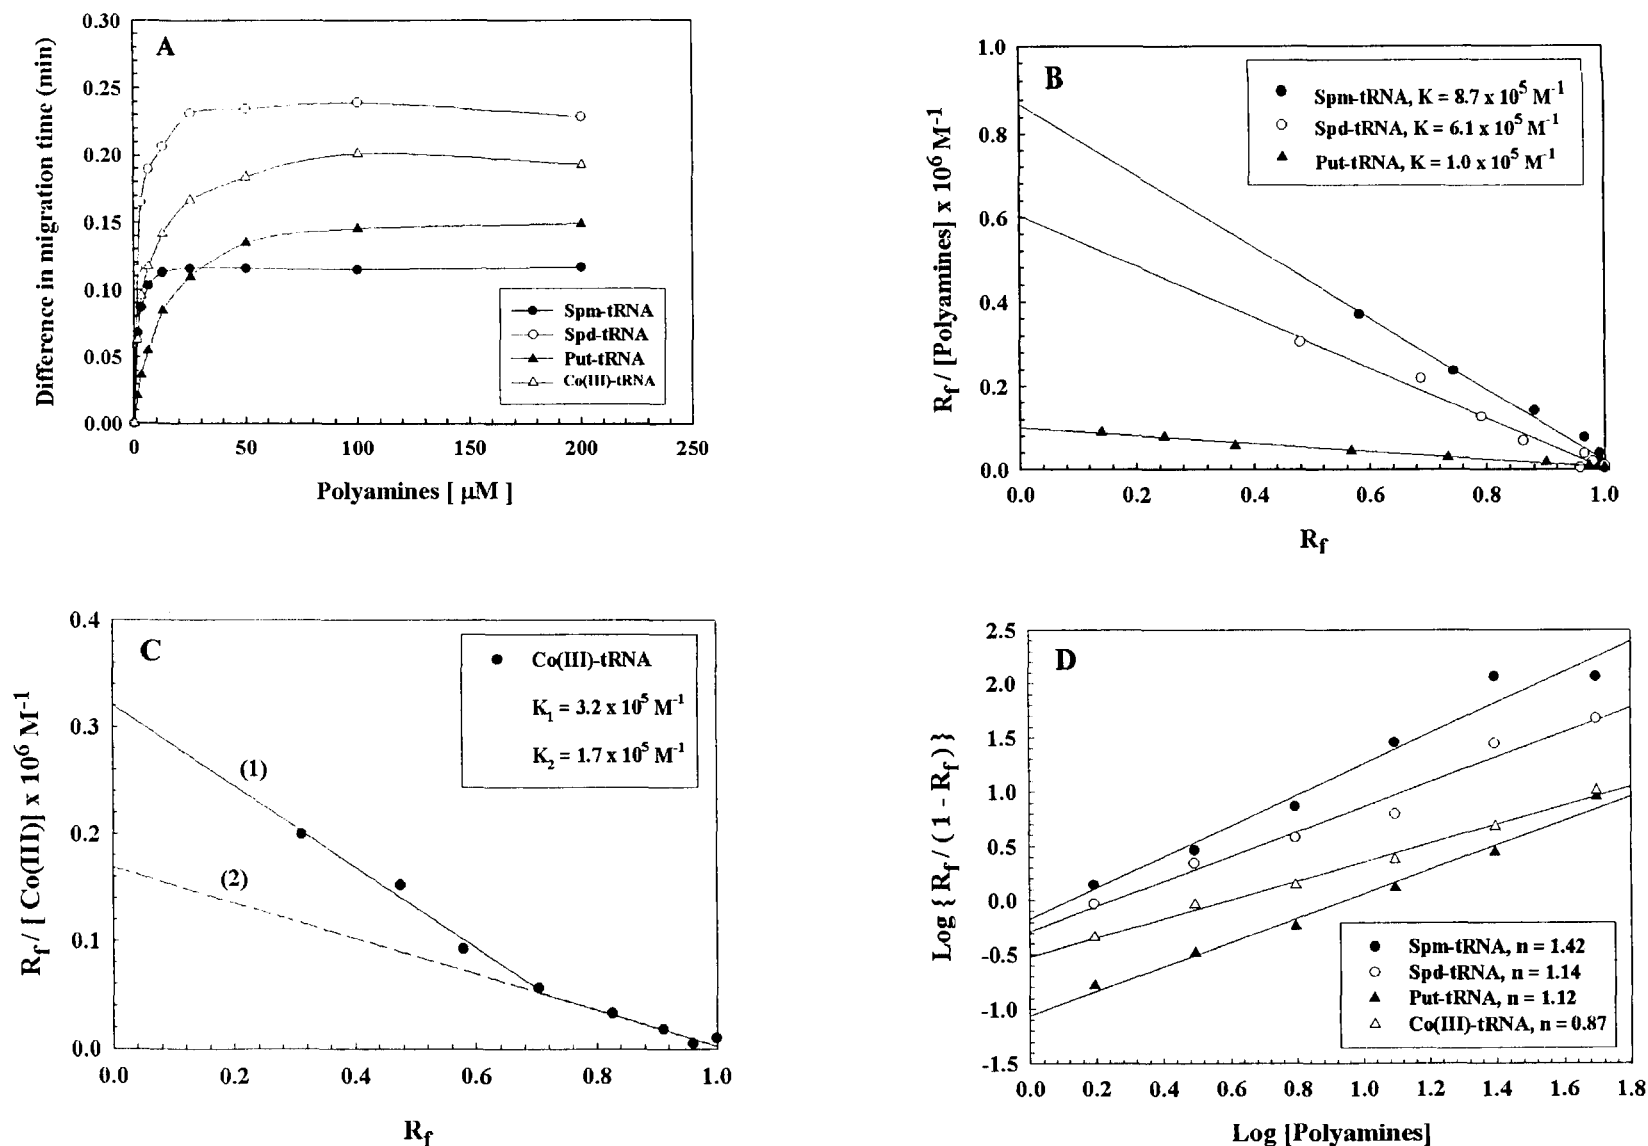 A
0.30
0.25
0.20
0.15
0.10
0.05
0.00
Difference in migration time (min)
Spm-tRNA
Spd-tRNA
Put-tRNA
Co(III)-tRNA
0 50 100 150 200 250
Polyamines [ μM ]
B
1.0
0.8
0.6
0.4
0.2
0.0
R_f / [Polyamines] x 10^6 M^-1
Spm-tRNA, K = 8.7 x 10^5 M^-1
Spd-tRNA, K = 6.1 x 10^5 M^-1
Put-tRNA, K = 1.0 x 10^5 M^-1
0.0 0.2 0.4 0.6 0.8 1.0
R_f
C
0.4
0.3
0.2
0.1
0.0
R_f / [ Co(III)] x 10^6 M^-1
Co(III)-tRNA
K_1 = 3.2 x 10^5 M^-1
K_2 = 1.7 x 10^5 M^-1
(1)
(2)
0.0 0.2 0.4 0.6 0.8 1.0
R_f
D
2.5
2.0
1.5
1.0
0.5
0.0
-0.5
-1.0
-1.5
Log { R_f / ( 1 - R_f ) }
Spm-tRNA, n = 1.42
Spd-tRNA, n = 1.14
Put-tRNA, n = 1.12
Co(III)-tRNA, n = 0.87
0.0 0.2 0.4 0.6 0.8 1.0 1.2 1.4 1.6 1.8
Log [Polyamines]